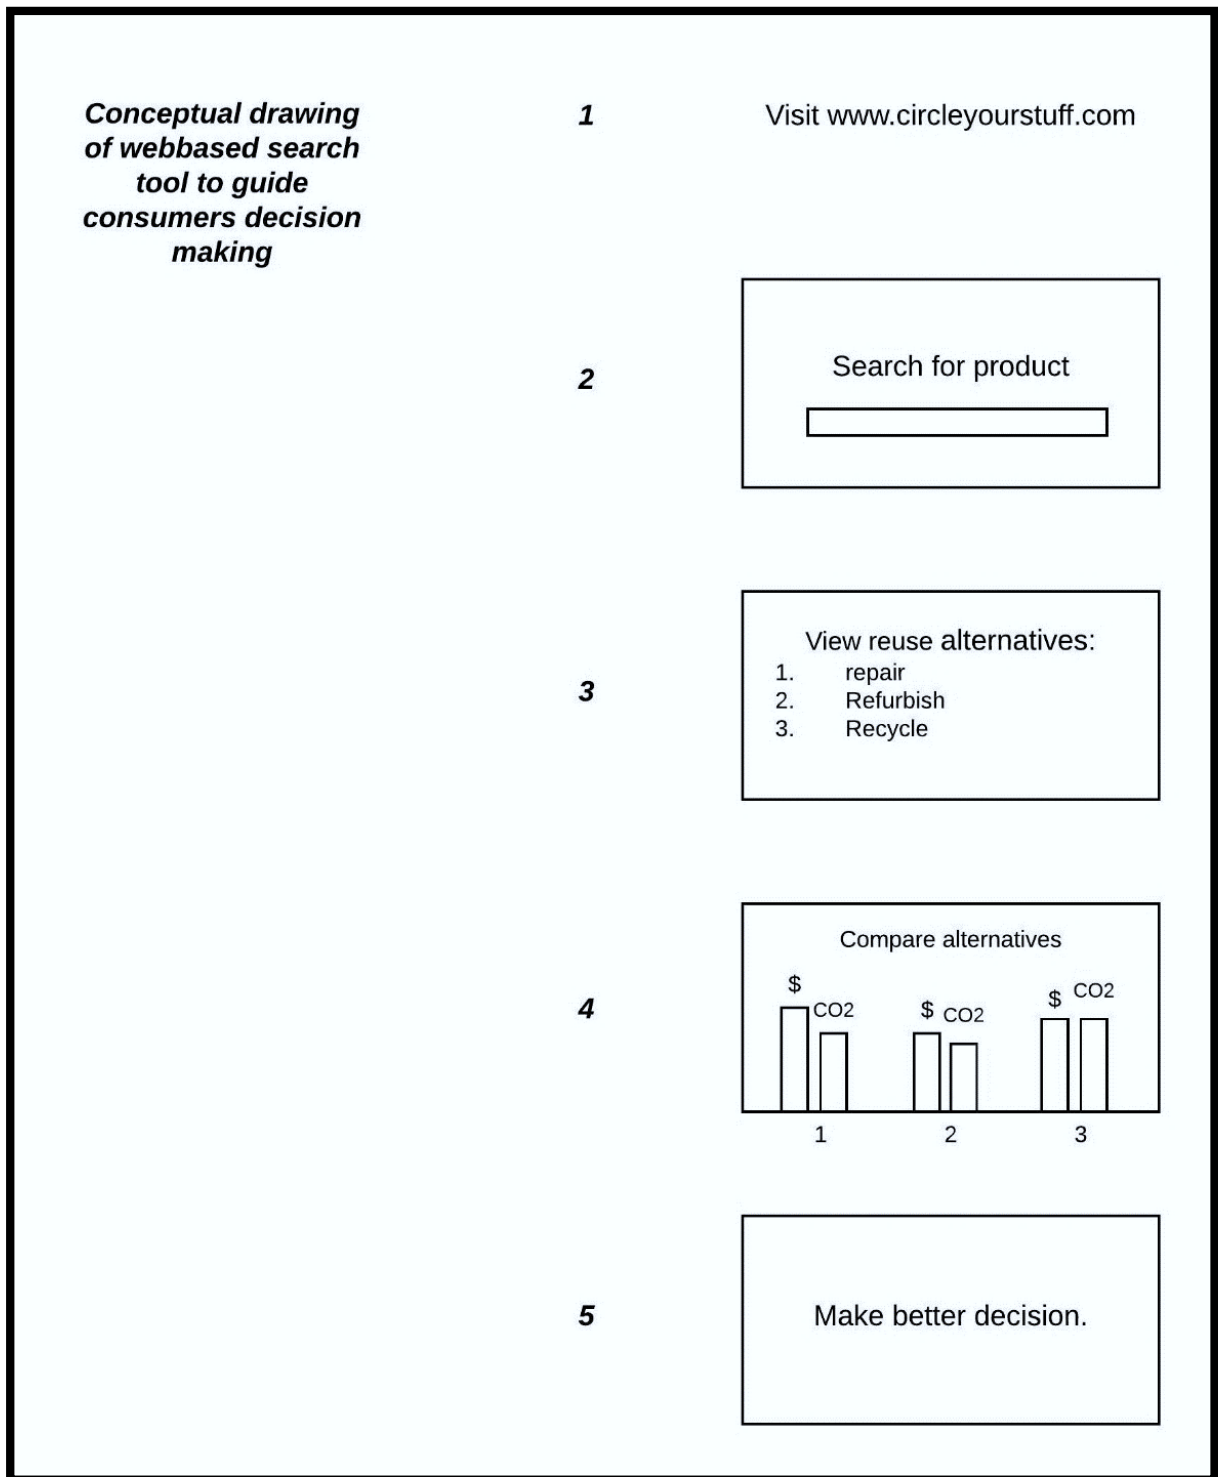 Conceptual drawing
of webbased search
tool to guide
consumers decision
making
1
Visit www.circleyourstuff.com
2
Search for product
3
View reuse alternatives:
1. repair
2. Refurbish
3. Recycle
4
Compare alternatives
$ CO2 $ CO2 $ CO2
1 2 3
5
Make better decision.